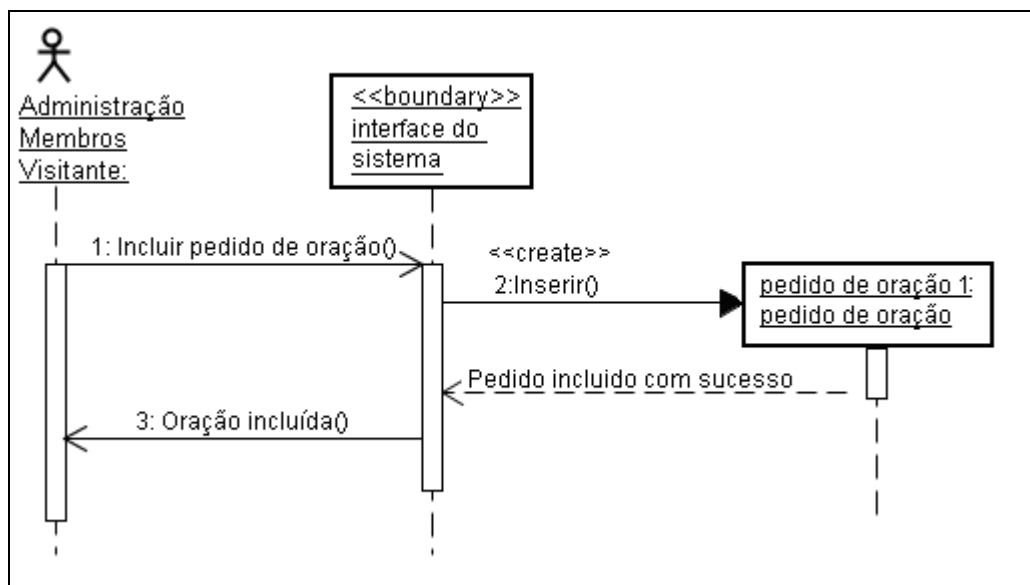 Administração
Membros
Visitante:
<<boundary>>
interface do
sistema
1: Incluir pedido de oração()
<<create>>
2:Inserir()
pedido de oração 1:
pedido de oração
Pedido incluido com sucesso
3: Oração incluída()